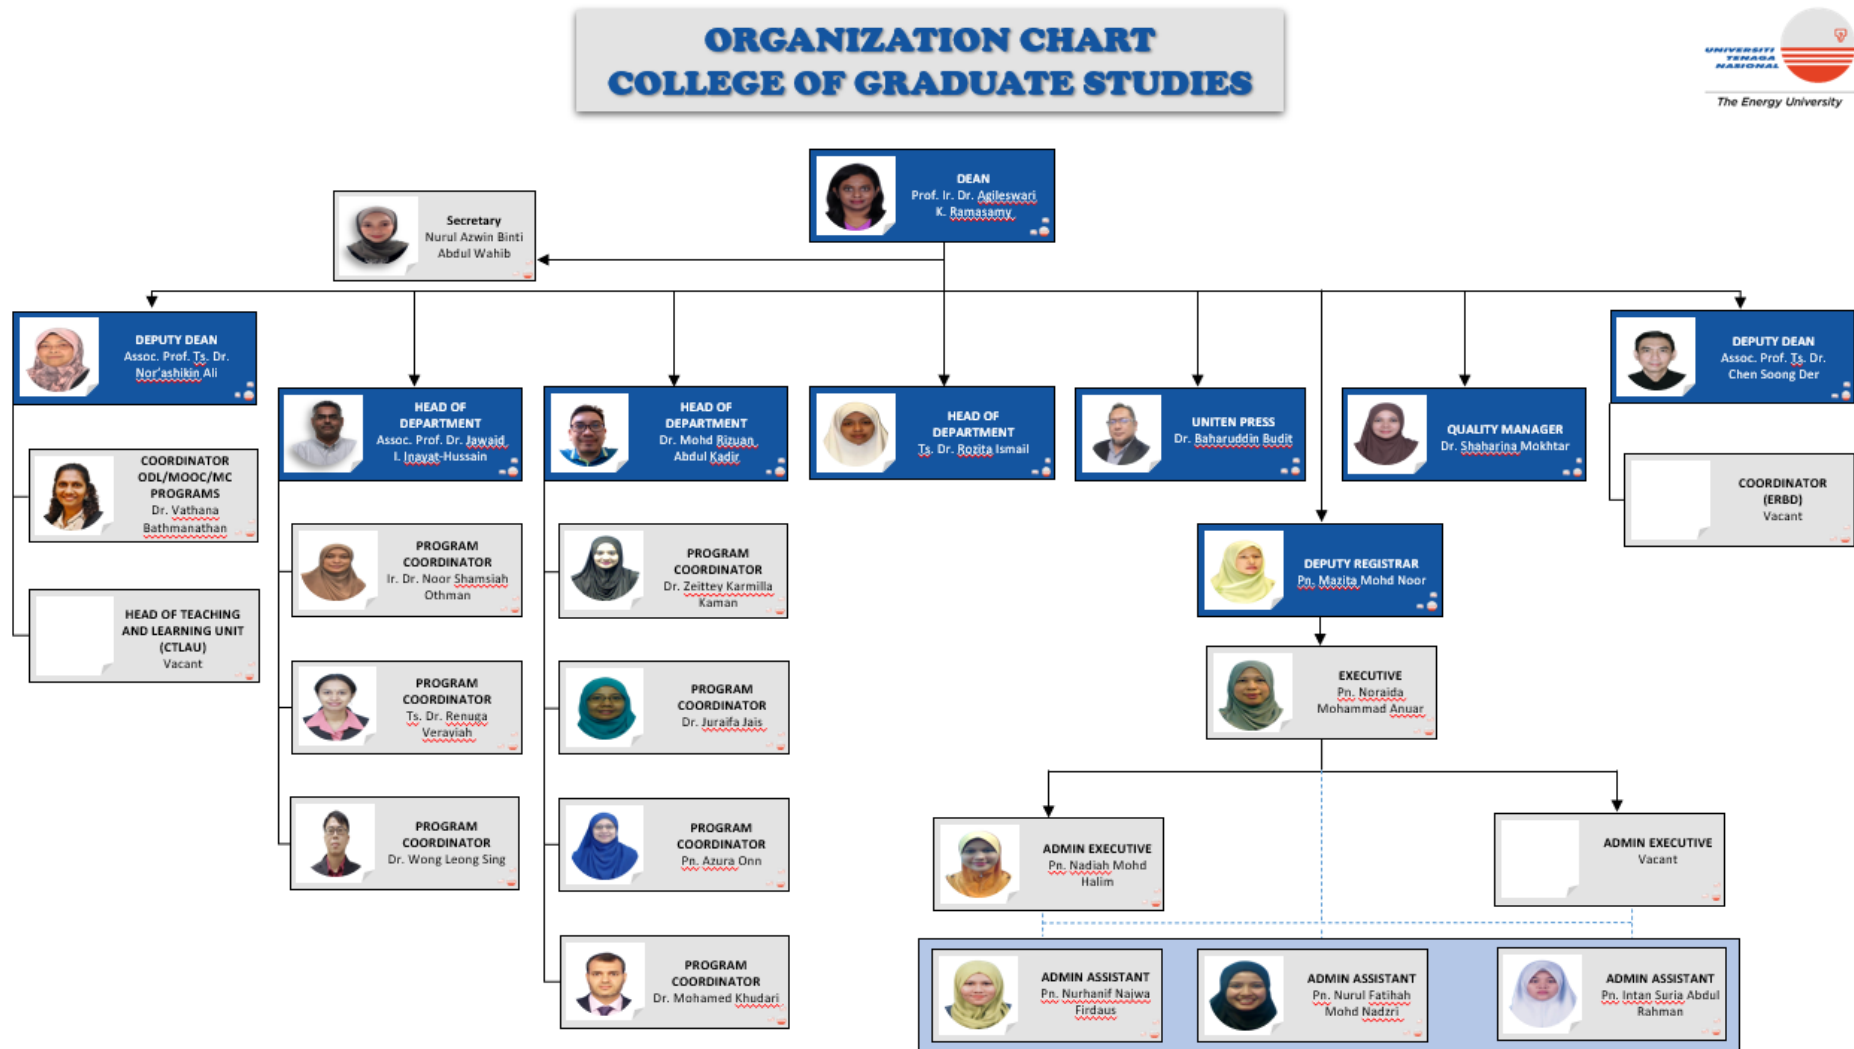 ORGANIZATION CHART
COLLEGE OF GRADUATE STUDIES
UNIVERSITI
TENAGA
NASIONAL
The Energy University
DEAN
Prof. Ir. Dr. Agileswari
K. Ramasamy
Secretary
Nurul Azwin Binti
Abdul Wahib
DEPUTY DEAN
Assoc. Prof. Ts. Dr.
Nor'ashikin Ali
COORDINATOR
ODL/MOOC/MC
PROGRAMS
Dr. Vathana
Bathmanathan
HEAD OF TEACHING
AND LEARNING UNIT
(CTLAU)
Vacant
HEAD OF
DEPARTMENT
Assoc. Prof. Dr. Jawaid
I. Inayat-Hussain
PROGRAM
COORDINATOR
Ir. Dr. Noor Shamsiah
Othman
PROGRAM
COORDINATOR
Ts. Dr. Renuga
Verayiah
PROGRAM
COORDINATOR
Dr. Wong Leong Sing
HEAD OF
DEPARTMENT
Dr. Mohd Rizuan
Abdul Kadir
PROGRAM
COORDINATOR
Dr. Zeittey Karmilla
Kaman
PROGRAM
COORDINATOR
Dr. Juraifa Jais
PROGRAM
COORDINATOR
Pn. Azura Onn
PROGRAM
COORDINATOR
Dr. Mohamed Khudari
HEAD OF
DEPARTMENT
Ts. Dr. Rozita Ismail
UNITEN PRESS
Dr. Baharuddin Budit
QUALITY MANAGER
Dr. Shaharina Mokhtar
DEPUTY DEAN
Assoc. Prof. Ts. Dr.
Chen Soong Der
COORDINATOR
(ERBD)
Vacant
DEPUTY REGISTRAR
Pn. Mazita Mohd Noor
EXECUTIVE
Pn. Noraida
Mohammad Anuar
ADMIN EXECUTIVE
Pn. Nadiah Mohd
Halim
ADMIN EXECUTIVE
Vacant
ADMIN ASSISTANT
Pn. Nurhanif Najwa
Firdaus
ADMIN ASSISTANT
Pn. Nurul Fatihah
Mohd Nadzri
ADMIN ASSISTANT
Pn. Intan Suria Abdul
Rahman